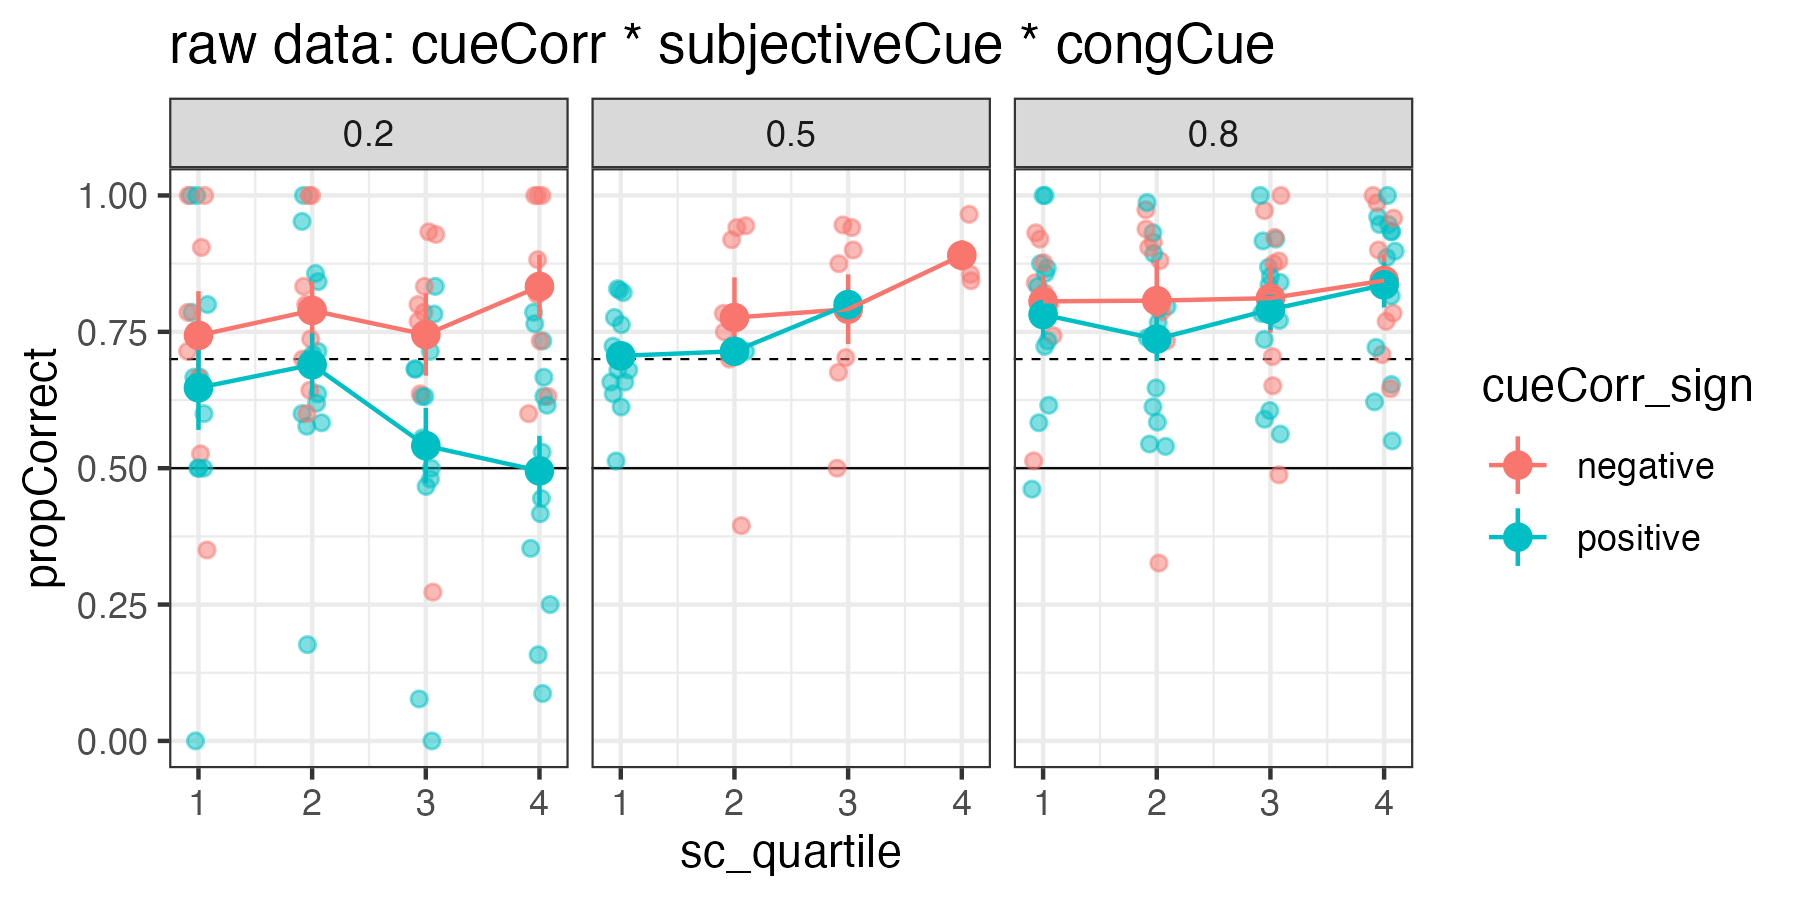 raw data: cueCorr * subjectiveCue * congCue
0.2
0.5
0.8
1.00
0.75
0.50
0.25
0.00
propCorrect
1 2 3 4
1 2 3 4
1 2 3 4
sc_quartile
cueCorr_sign
negative
positive